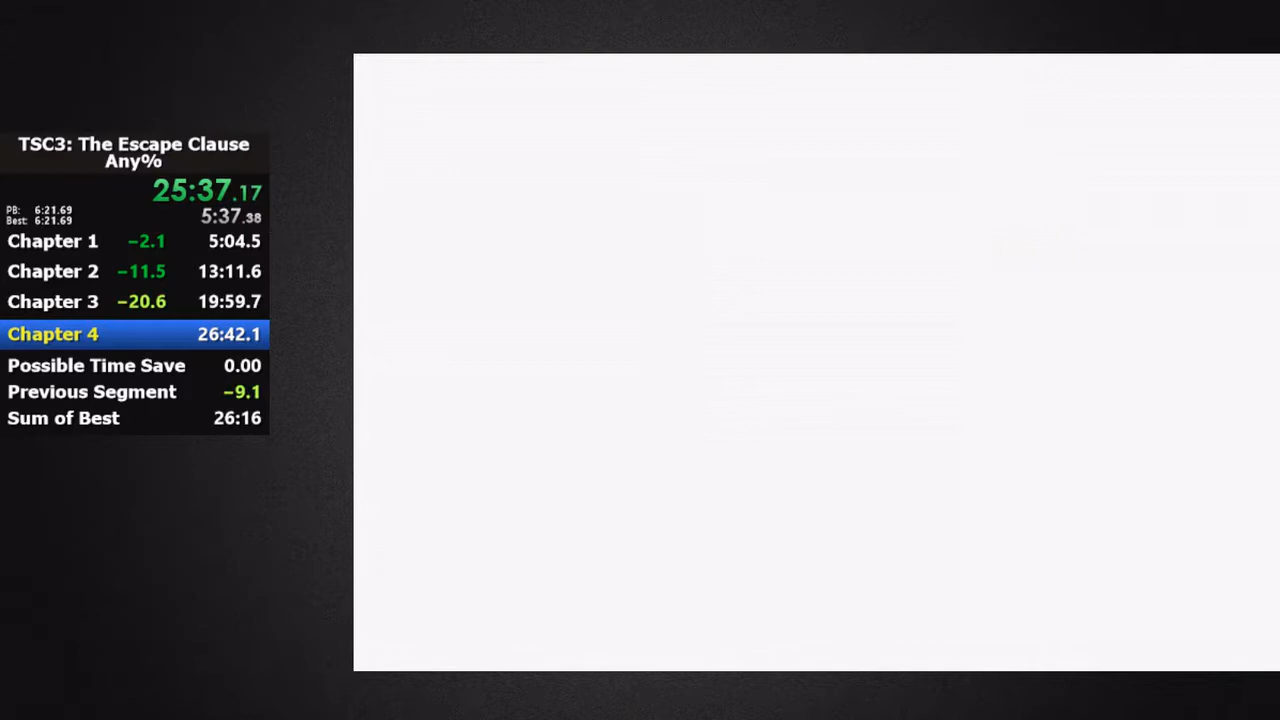 TSC3: The Escape Clause
Any%
25:37.17
PB: 6:21.69
Best: 6:21.69
5:37.38
Chapter 1 -2.1 5:04.5
Chapter 2 -11.5 13:11.6
Chapter 3 -20.6 19:59.7
Chapter 4 26:42.1
Possible Time Save 0.00
Previous Segment -9.1
Sum of Best 26:16